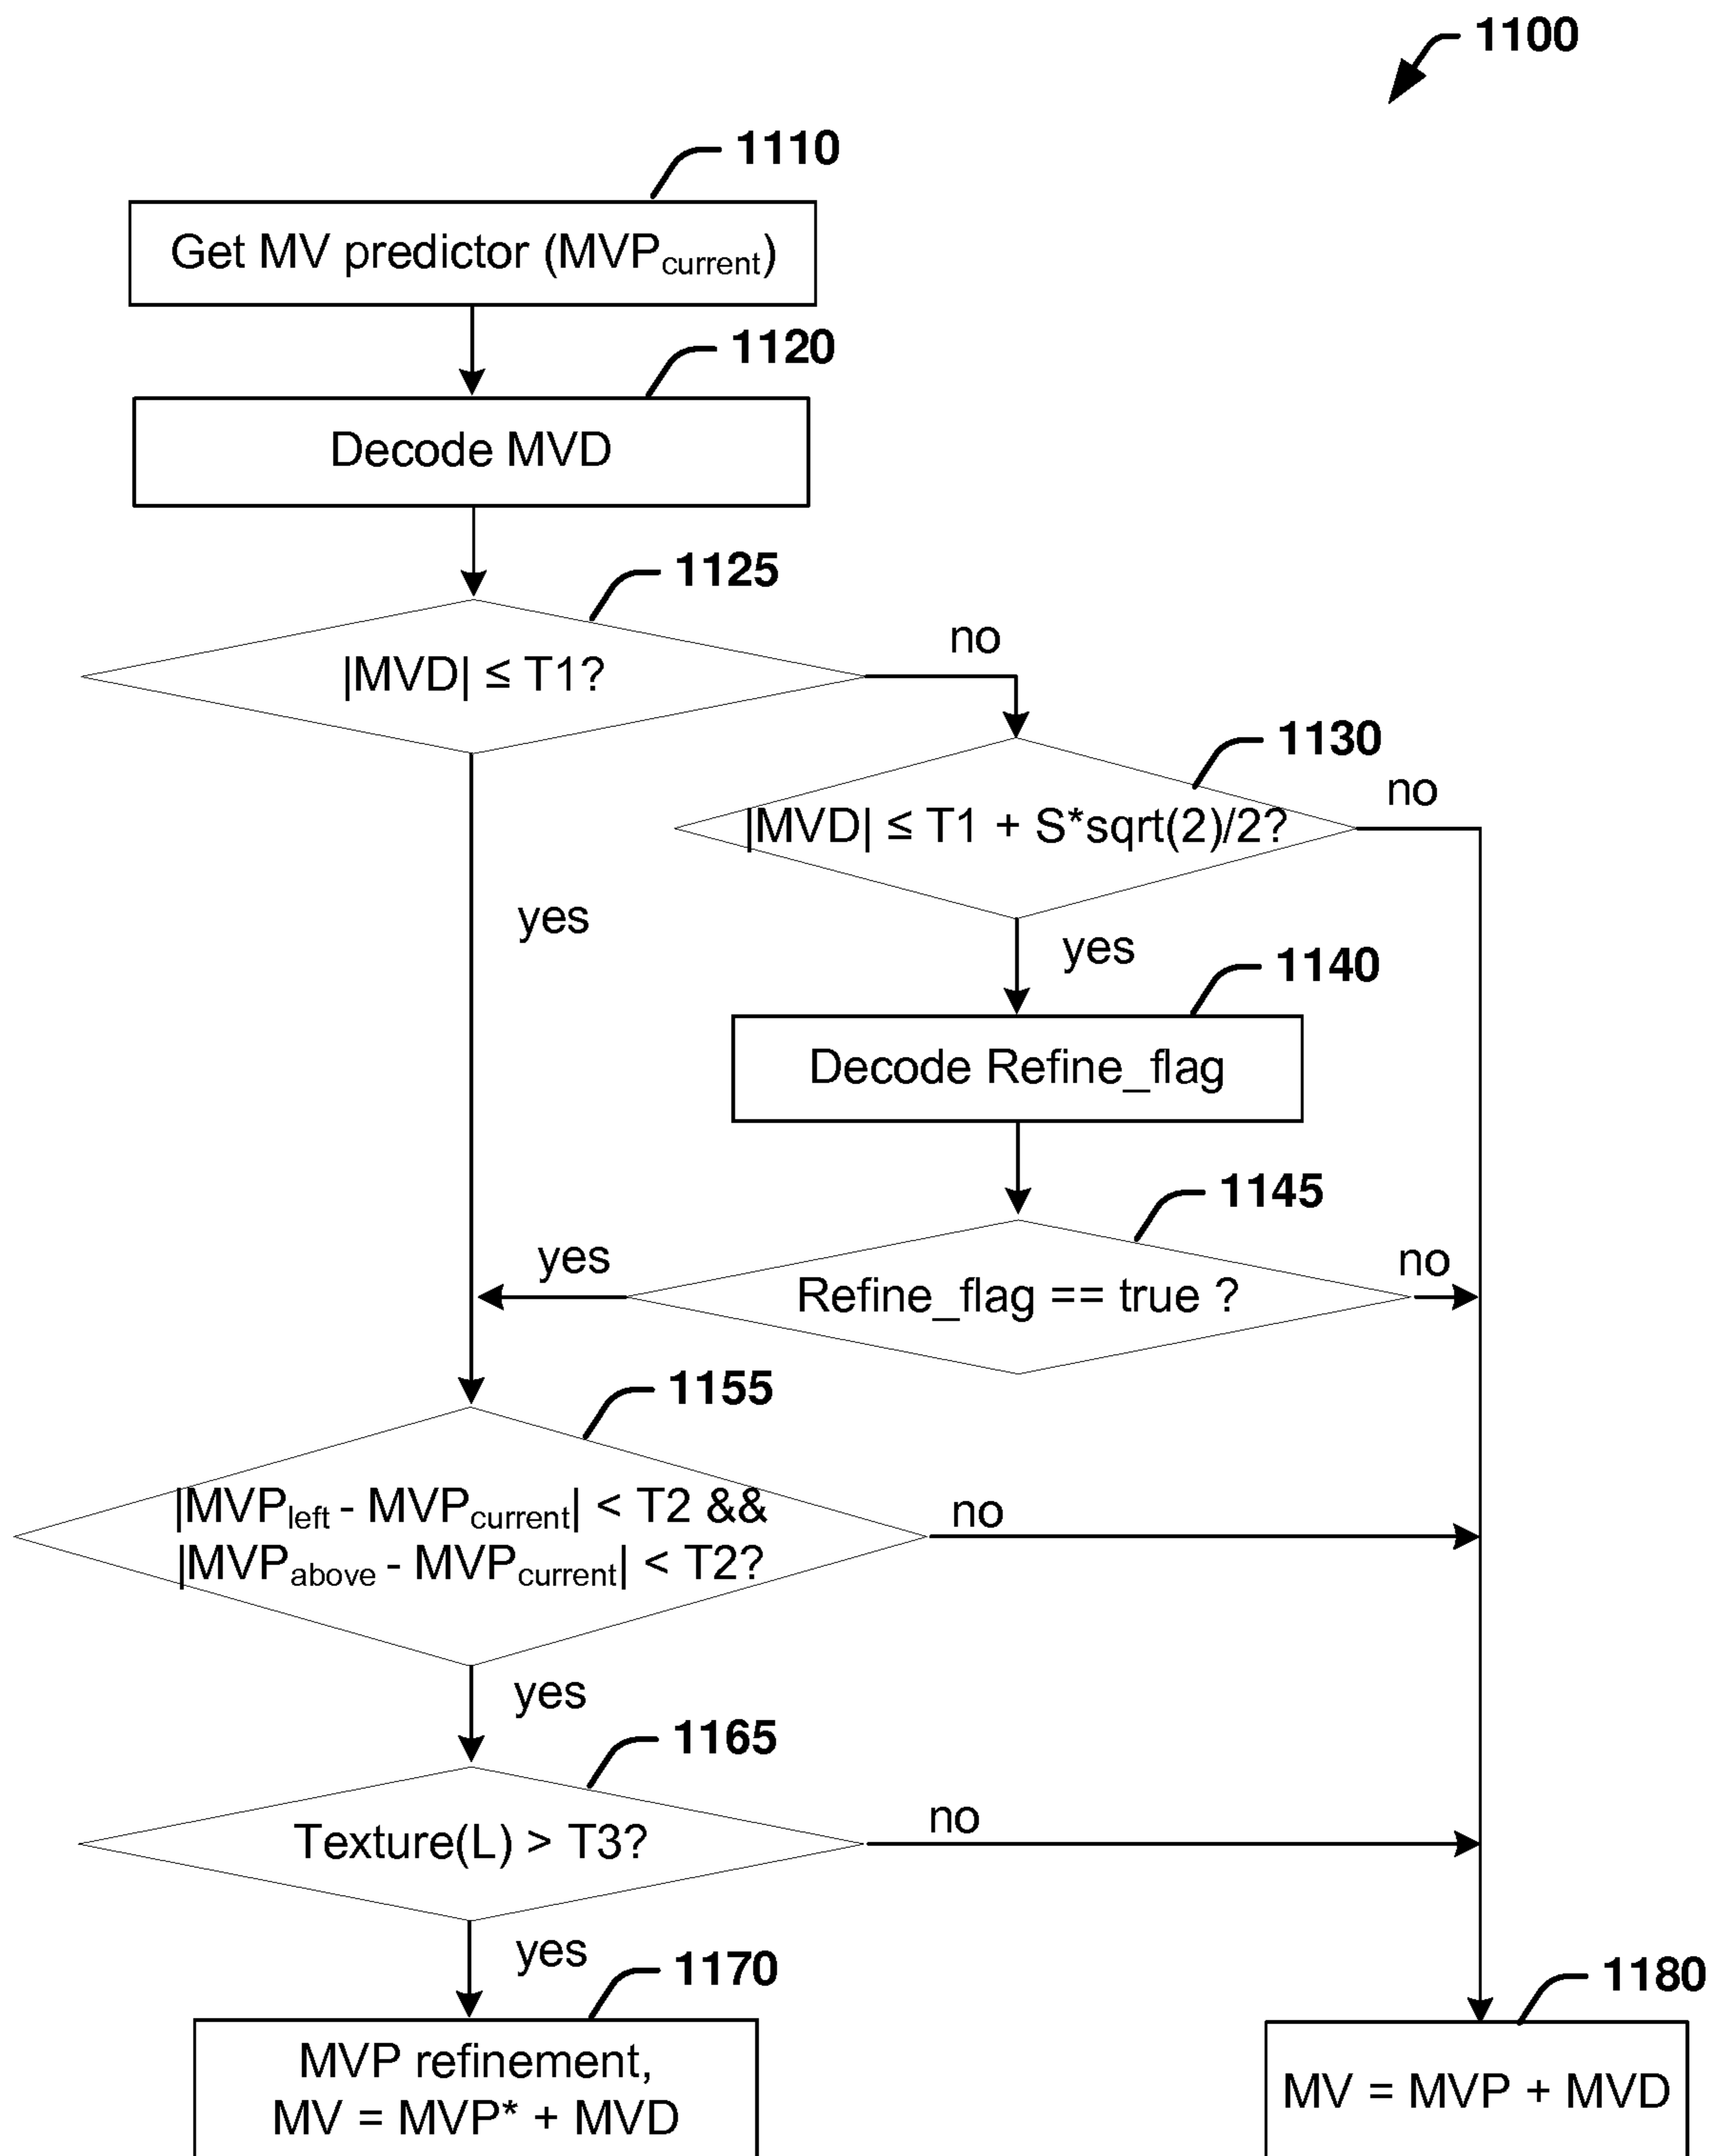 1100
1110
Get MV predictor (MVPcurrent)
1120
Decode MVD
1125
|MVD| ≤ T1?
no
1130
|MVD| ≤ T1 + S*sqrt(2)/2?
no
yes
yes
1140
Decode Refine_flag
1145
Refine_flag == true ?
yes
no
1155
|MVPleft - MVPcurrent| < T2 &&
|MVPabove - MVPcurrent| < T2?
no
yes
1165
Texture(L) > T3?
no
yes
1170
MVP refinement,
MV = MVP* + MVD
1180
MV = MVP + MVD